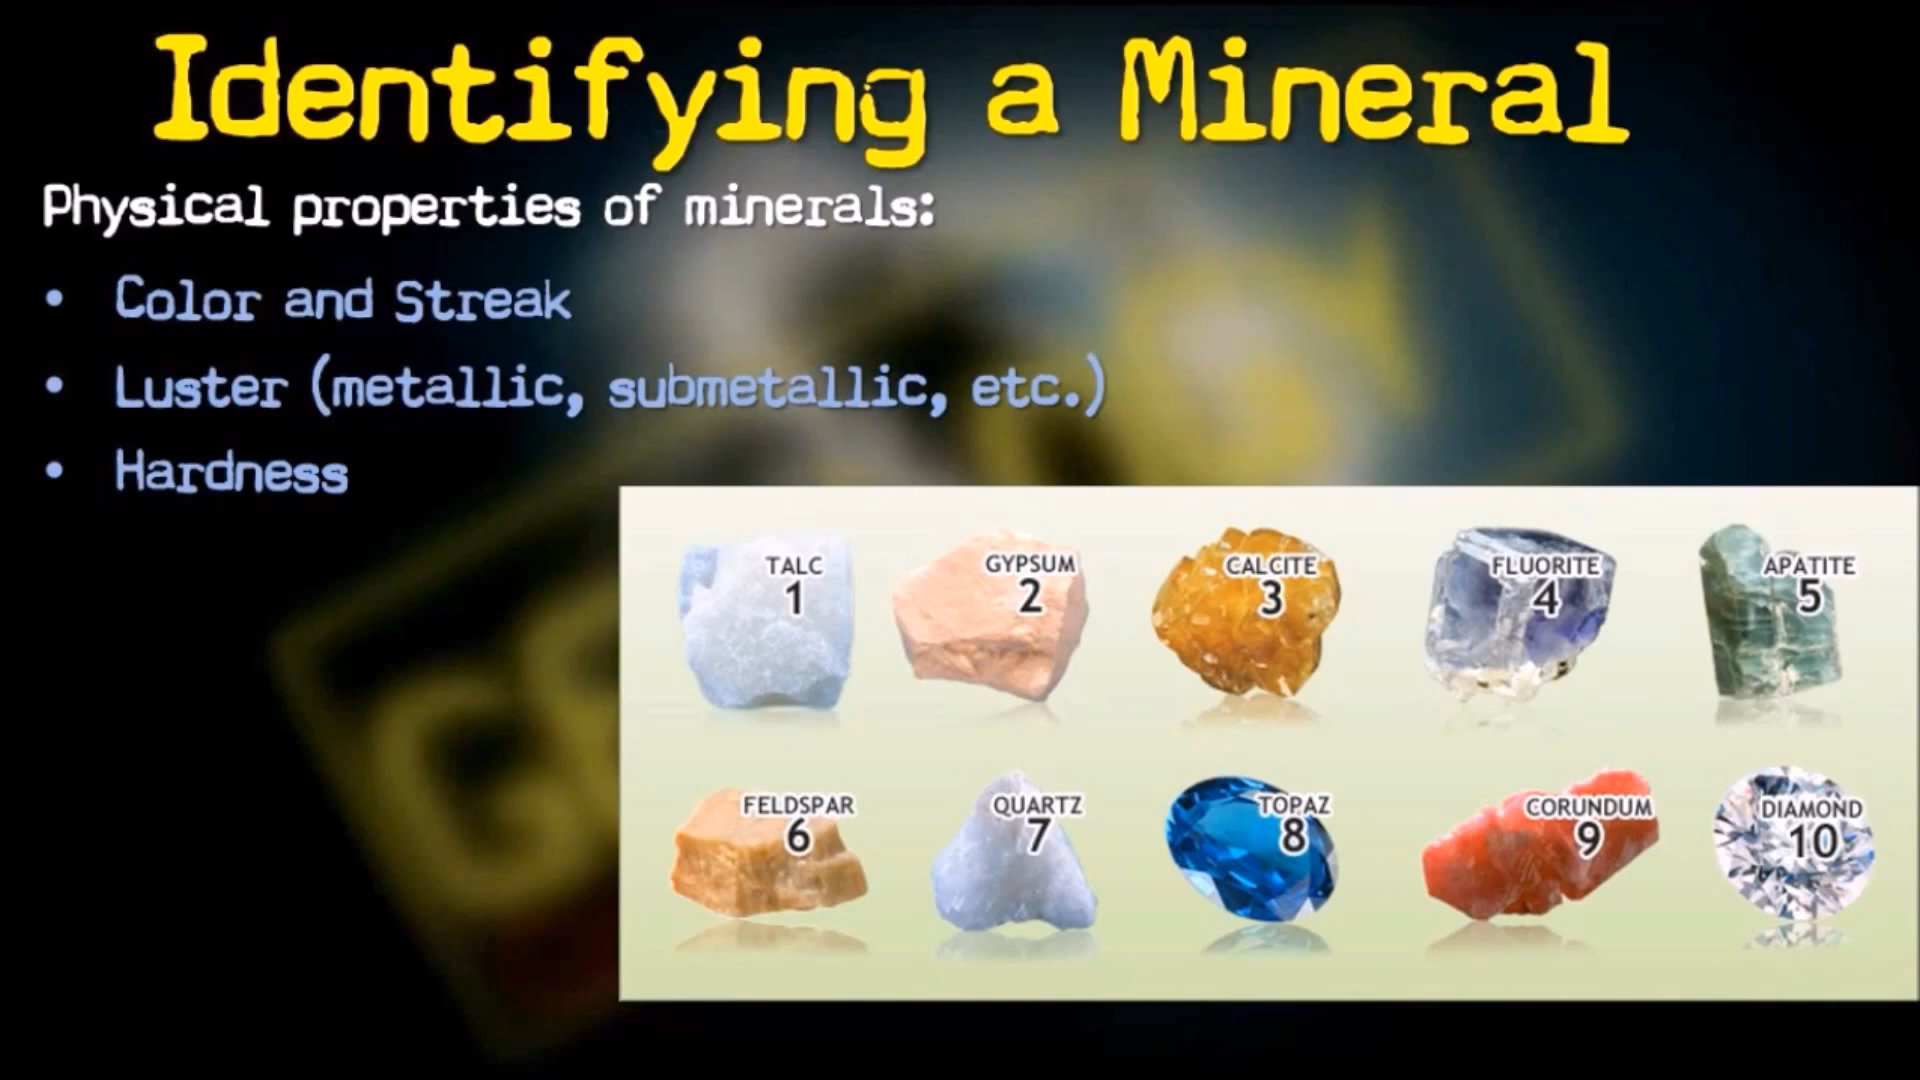 Identifying a Mineral
Physical properties of minerals:
• Color and Streak
• Luster (metallic, submetallic, etc.)
• Hardness
TALC
1
GYPSUM
2
CALCITE
3
FLUORITE
4
APATITE
5
FELDSPAR
6
QUARTZ
7
TOPAZ
8
CORUNDUM
9
DIAMOND
10